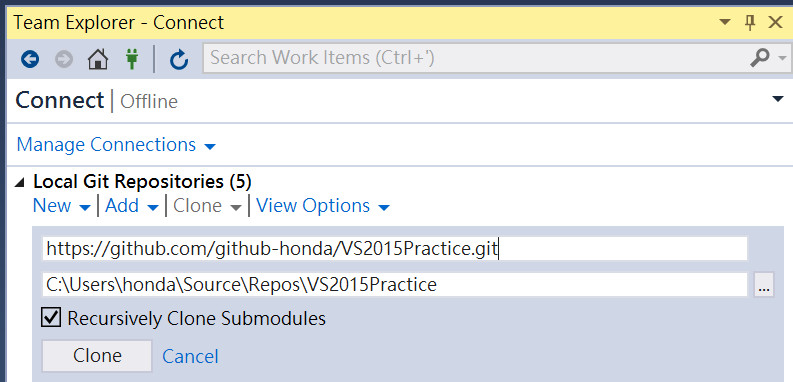 Team Explorer - Connect
Search Work Items (Ctrl+')
Connect | Offline
Manage Connections
Local Git Repositories (5)
New | Add | Clone | View Options
https://github.com/github-honda/VS2015Practice.git
C:\Users\honda\Source\Repos\VS2015Practice ...
Recursively Clone Submodules
Clone Cancel